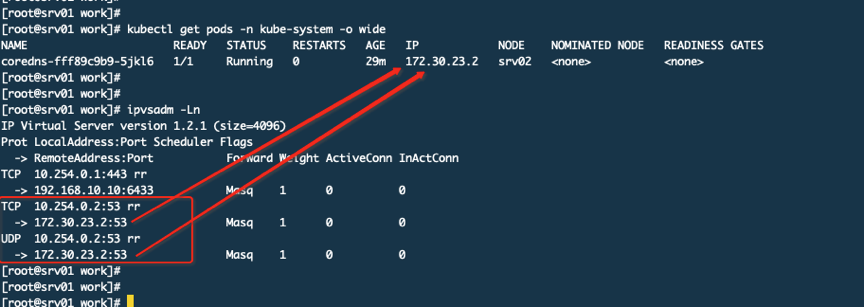 [root@srv01 work]#
[root@srv01 work]# kubectl get pods -n kube-system -o wide
NAME READY STATUS RESTARTS AGE IP NODE NOMINATED NODE READINESS GATES
coredns-fff89c9b9-5jkl6 1/1 Running 0 29m 172.30.23.2 srv02 <none> <none>
[root@srv01 work]#
[root@srv01 work]#
[root@srv01 work]# ipvsadm -Ln
IP Virtual Server version 1.2.1 (size=4096)
Prot LocalAddress:Port Scheduler Flags
-> RemoteAddress:Port Forward Weight ActiveConn InActConn
TCP 10.254.0.1:443 rr
-> 192.168.10.10:6433 Masq 1 0 0
TCP 10.254.0.2:53 rr
-> 172.30.23.2:53 Masq 1 0 0
UDP 10.254.0.2:53 rr
-> 172.30.23.2:53 Masq 1 0 0
[root@srv01 work]#
[root@srv01 work]#
[root@srv01 work]#